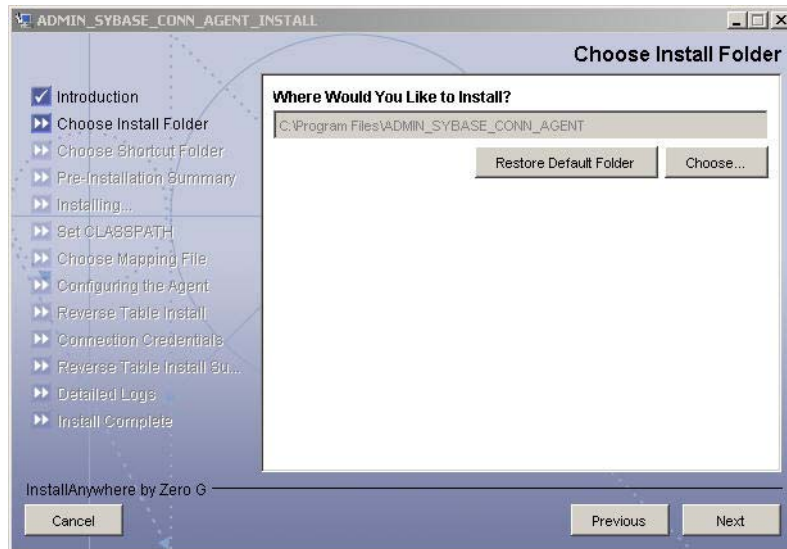 ADMIN_SYBASE_CONN_AGENT_INSTALL
Choose Install Folder
Introduction
Choose Install Folder
Choose Shortcut Folder
Pre-Installation Summary
Installing...
Set CLASSPATH
Choose Mapping File
Configuring the Agent
Reverse Table Install
Connection Credentials
Reverse Table Install Su...
Detailed Logs
Install Complete
Where Would You Like to Install?
C:\Program Files\ADMIN_SYBASE_CONN_AGENT
Restore Default Folder
Choose...
InstallAnywhere by Zero G
Cancel
Previous
Next